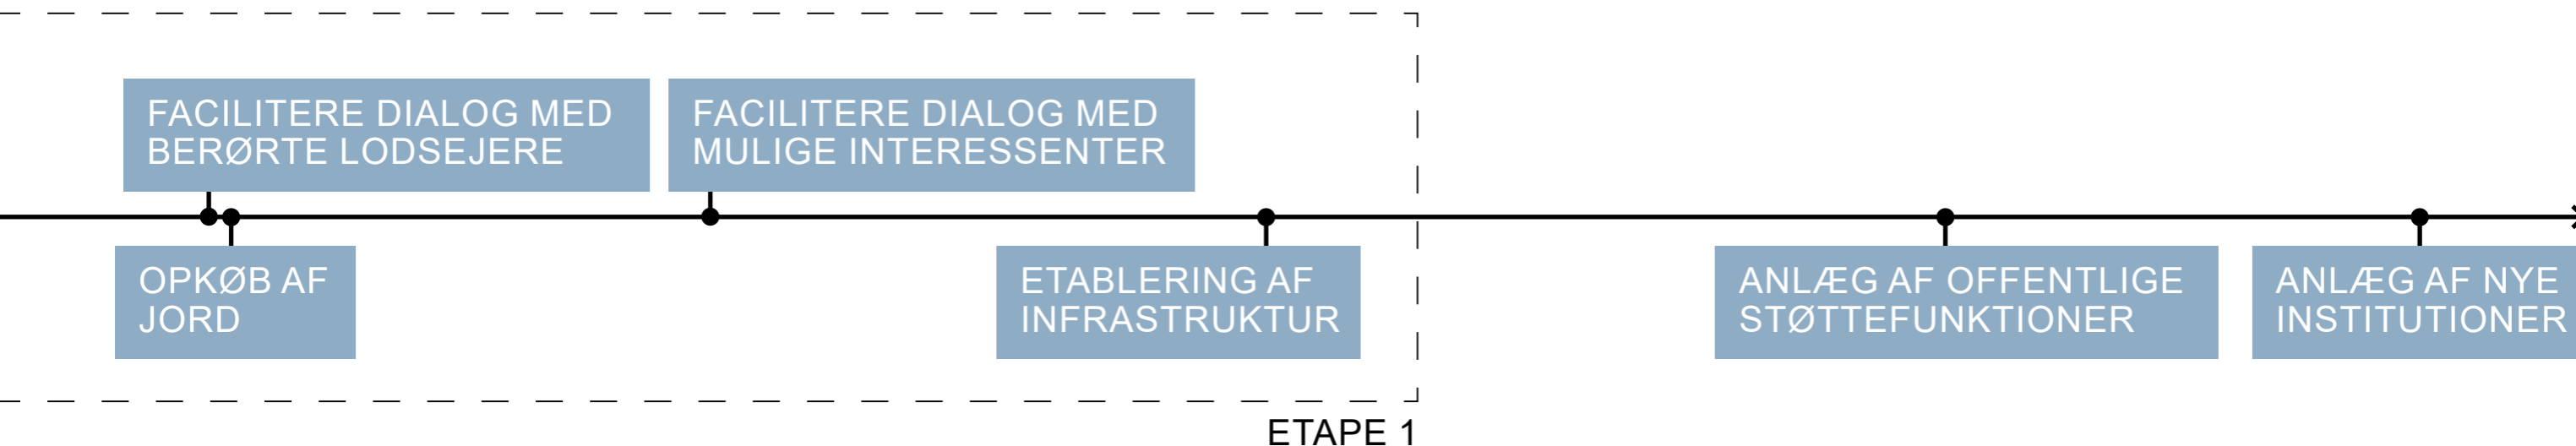 FACILITERE DIALOG MED
BERØRTE LODSEJERE
FACILITERE DIALOG MED
MULIGE INTERESSENTER
OPKØB AF
JORD
ETABLERING AF
INFRASTRUKTUR
ANLÆG AF OFFENTLIGE
STØTTEFUNKTIONER
ANLÆG AF NYE
INSTITUTIONER
ETAPE 1